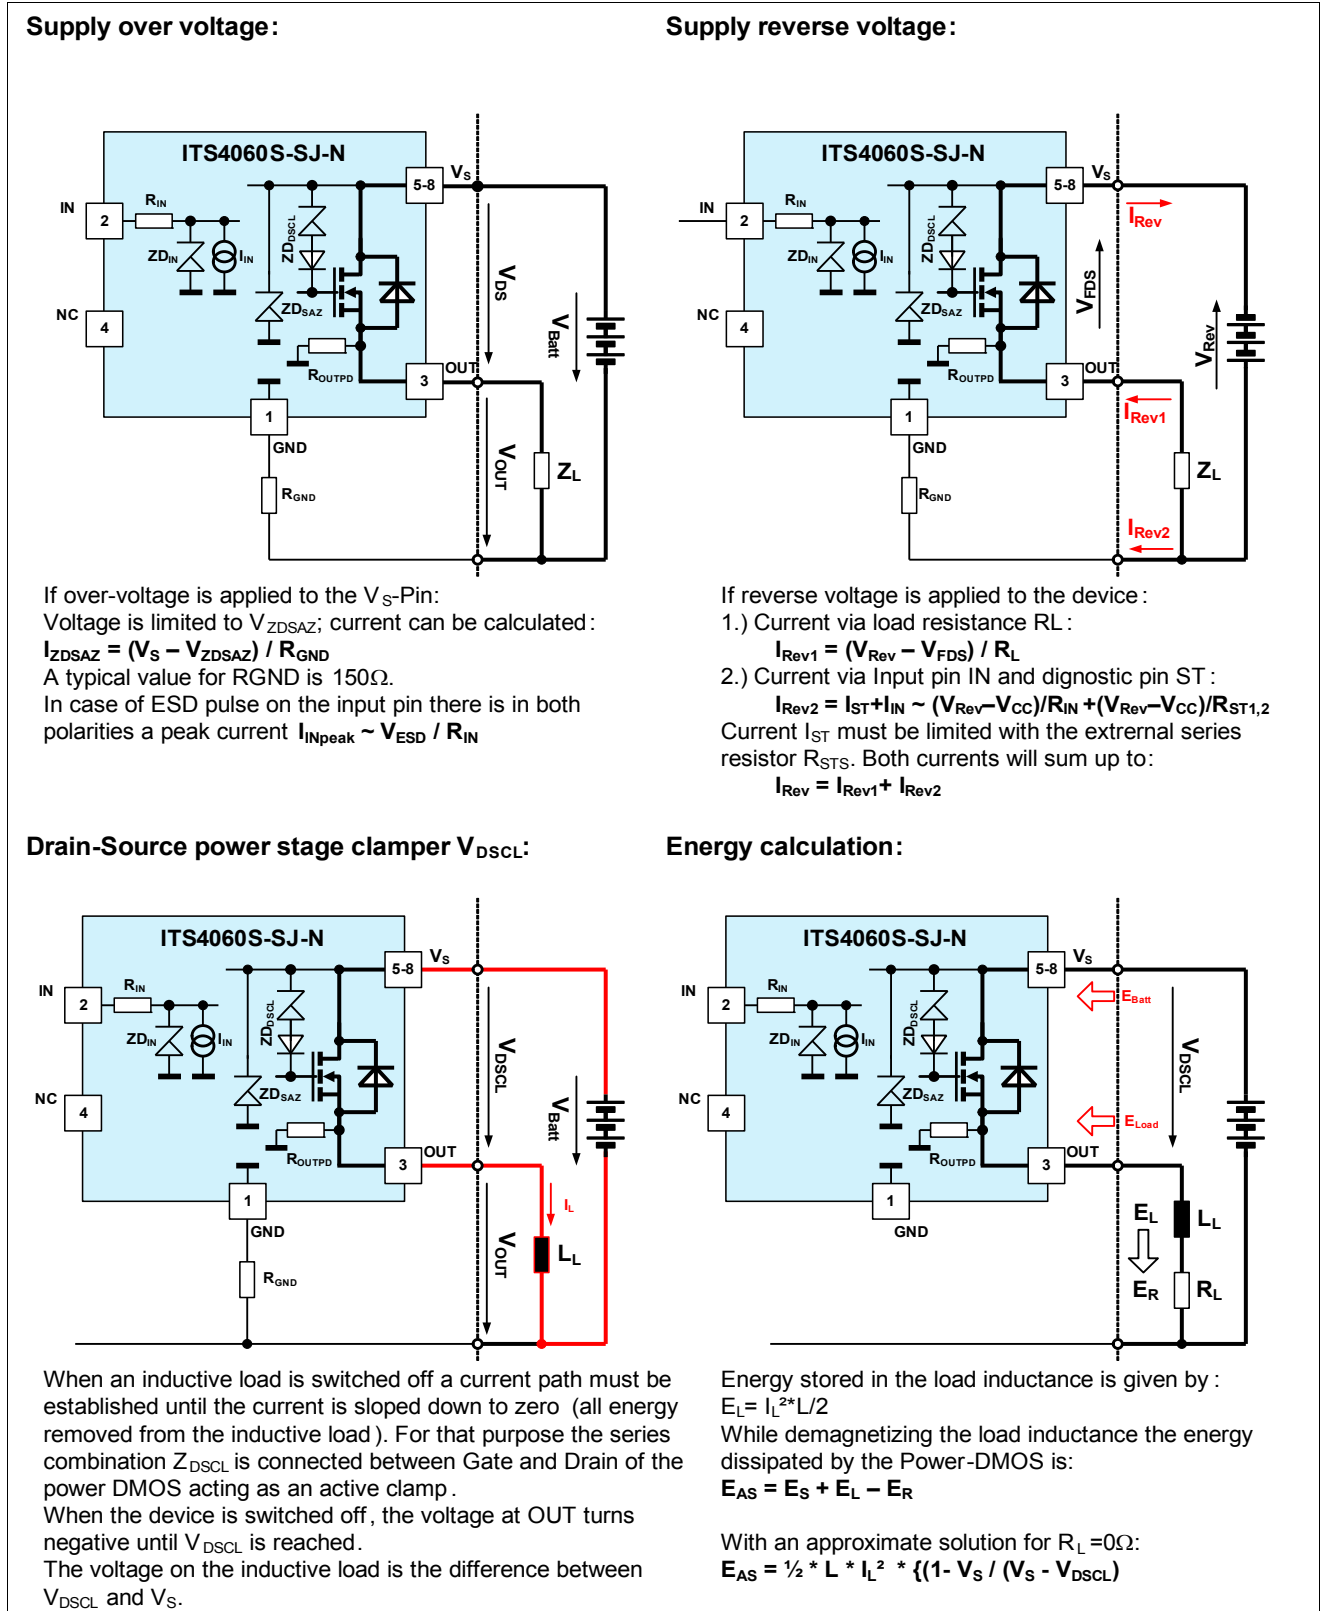 Supply over voltage:
ITS4060S-SJ-N
VS
5-8
IN
2
RIN
ZDIN
IIN
ZDDSCL
ZDSAZ
VDS
VBatt
NC
4
ROUTPD
OUT
3
1
GND
VOUT
ZL
RGND
If over-voltage is applied to the VS-Pin:
Voltage is limited to VZDSAZ; current can be calculated:
IZDSAZ = (VS – VZDSAZ) / RGND
A typical value for RGND is 150Ω.
In case of ESD pulse on the input pin there is in both
polarities a peak current IINpeak ~ VESD / RIN
Supply reverse voltage:
ITS4060S-SJ-N
VS
5-8
IRev
IN
2
RIN
ZDIN
IIN
ZDDSCL
ZDSAZ
VFDS
VRev
NC
4
ROUTPD
OUT
3
IRev1
1
GND
ZL
RGND
IRev2
If reverse voltage is applied to the device:
1.) Current via load resistance RL:
IRev1 = (VRev – VFDS) / RL
2.) Current via Input pin IN and dignostic pin ST:
IRev2 = IST+IIN ~ (VRev–VCC)/RIN +(VRev–VCC)/RST1,2
Current IST must be limited with the extrernal series
resistor RSTS. Both currents will sum up to:
IRev = IRev1+ IRev2
Drain-Source power stage clamper VDSCL:
ITS4060S-SJ-N
VS
5-8
IN
2
RIN
ZDIN
IIN
ZDDSCL
ZDSAZ
VDSCL
VBatt
NC
4
ROUTPD
OUT
3
1
GND
IL
VOUT
LL
RGND
When an inductive load is switched off a current path must be
established until the current is sloped down to zero (all energy
removed from the inductive load). For that purpose the series
combination ZDSCL is connected between Gate and Drain of the
power DMOS acting as an active clamp.
When the device is switched off, the voltage at OUT turns
negative until VDSCL is reached.
The voltage on the inductive load is the difference between
VDSCL and VS.
Energy calculation:
ITS4060S-SJ-N
VS
5-8
EBatt
IN
2
RIN
ZDIN
IIN
ZDDSCL
ZDSAZ
VDSCL
NC
4
ELoad
ROUTPD
OUT
3
1
GND
EL
LL
ER
RL
Energy stored in the load inductance is given by:
EL= IL²*L/2
While demagnetizing the load inductance the energy
dissipated by the Power-DMOS is:
EAS = ES + EL – ER
With an approximate solution for RL =0Ω:
EAS = ½ * L * IL² * {(1- VS / (VS - VDSCL)